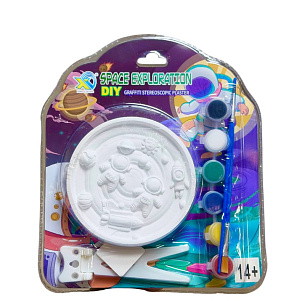 SPACE EXPLORATION
DIY GRAFFITI STEREOSCOPIC PLASTER
14+